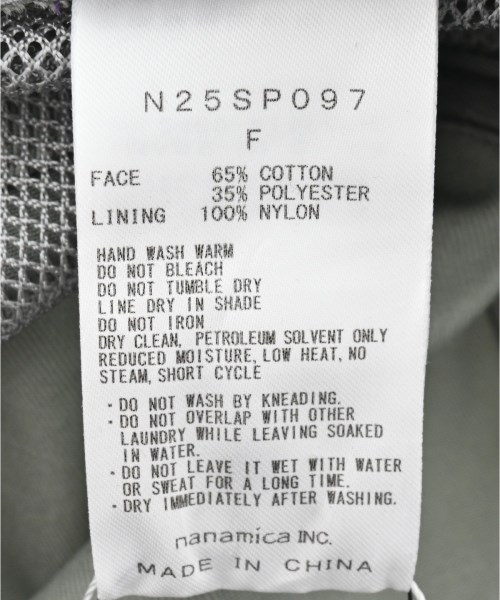 N25SP097
F
FACE 65% COTTON
35% POLYESTER
LINING 100% NYLON
HAND WASH WARM
DO NOT BLEACH
DO NOT TUMBLE DRY
LINE DRY IN SHADE
DO NOT IRON
DRY CLEAN, PETROLEUM SOLVENT ONLY
REDUCED MOISTURE, LOW HEAT, NO
STEAM, SHORT CYCLE
・DO NOT WASH BY KNEADING.
・DO NOT OVERLAP WITH OTHER
LAUNDRY WHILE LEAVING SOAKED
IN WATER.
・DO NOT LEAVE IT WET WITH WATER
OR SWEAT FOR A LONG TIME.
・DRY IMMEDIATELY AFTER WASHING.
nanamica INC.
MADE IN CHINA